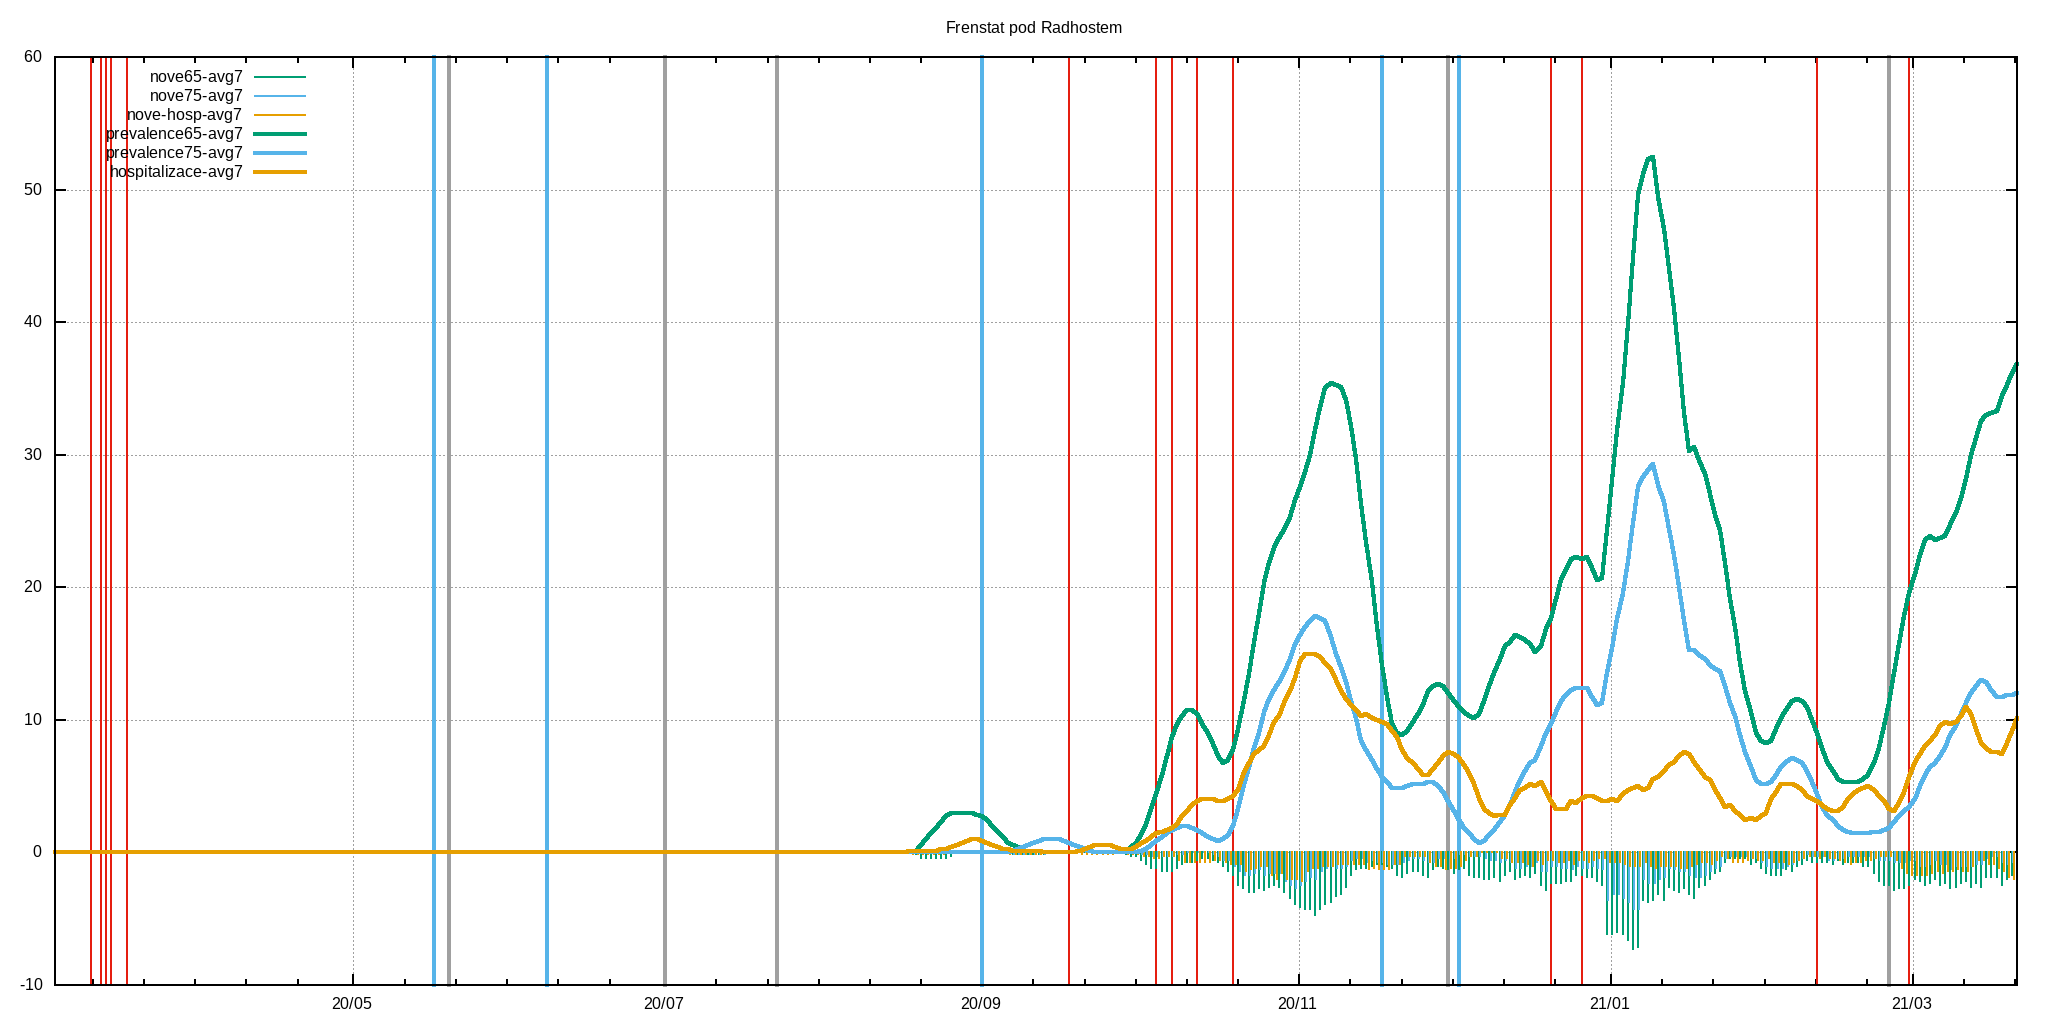 Frenstat pod Radhostem
60
50
40
30
20
10
0
-10
nove65-avg7
nove75-avg7
nove-hosp-avg7
prevalence65-avg7
prevalence75-avg7
hospitalizace-avg7
20/05 20/07 20/09 20/11 21/01 21/03